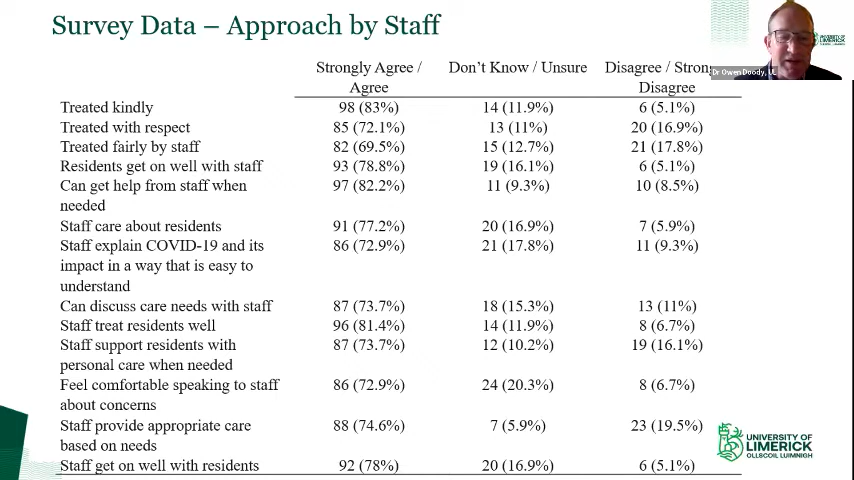 Survey Data – Approach by Staff
UNIVERSITY OF
LIMERICK
OLLSCOIL LUIMNIGH
Dr Owen Doody, UL
Strongly Agree / Agree Don't Know / Unsure Disagree / Strong Disagree
Treated kindly 98 (83%) 14 (11.9%) 6 (5.1%)
Treated with respect 85 (72.1%) 13 (11%) 20 (16.9%)
Treated fairly by staff 82 (69.5%) 15 (12.7%) 21 (17.8%)
Residents get on well with staff 93 (78.8%) 19 (16.1%) 6 (5.1%)
Can get help from staff when 97 (82.2%) 11 (9.3%) 10 (8.5%)
needed
Staff care about residents 91 (77.2%) 20 (16.9%) 7 (5.9%)
Staff explain COVID-19 and its 86 (72.9%) 21 (17.8%) 11 (9.3%)
impact in a way that is easy to
understand
Can discuss care needs with staff 87 (73.7%) 18 (15.3%) 13 (11%)
Staff treat residents well 96 (81.4%) 14 (11.9%) 8 (6.7%)
Staff support residents with 87 (73.7%) 12 (10.2%) 19 (16.1%)
personal care when needed
Feel comfortable speaking to staff 86 (72.9%) 24 (20.3%) 8 (6.7%)
about concerns
Staff provide appropriate care 88 (74.6%) 7 (5.9%) 23 (19.5%)
based on needs
Staff get on well with residents 92 (78%) 20 (16.9%) 6 (5.1%)
UNIVERSITY OF
LIMERICK
OLLSCOIL LUIMNIGH